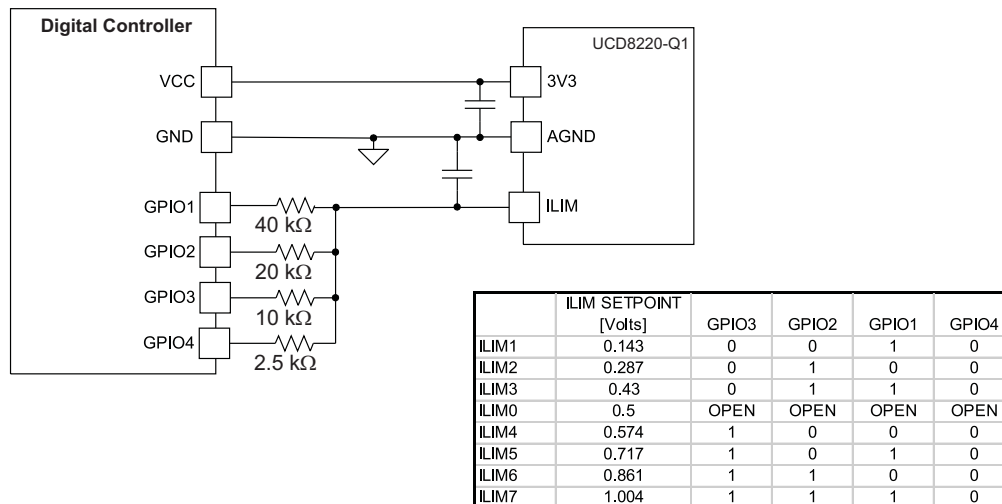 Digital Controller
UCD8220-Q1
VCC
3V3
GND
AGND
GPIO1
40 kΩ
ILIM
GPIO2
20 kΩ
GPIO3
10 kΩ
GPIO4
2.5 kΩ
ILIM SETPOINT
[Volts] GPIO3 GPIO2 GPIO1 GPIO4
ILIM1 0.143 0 0 1 0
ILIM2 0.287 0 1 0 0
ILIM3 0.43 0 1 1 0
ILIM0 0.5 OPEN OPEN OPEN OPEN
ILIM4 0.574 1 0 0 0
ILIM5 0.717 1 0 1 0
ILIM6 0.861 1 1 0 0
ILIM7 1.004 1 1 1 0